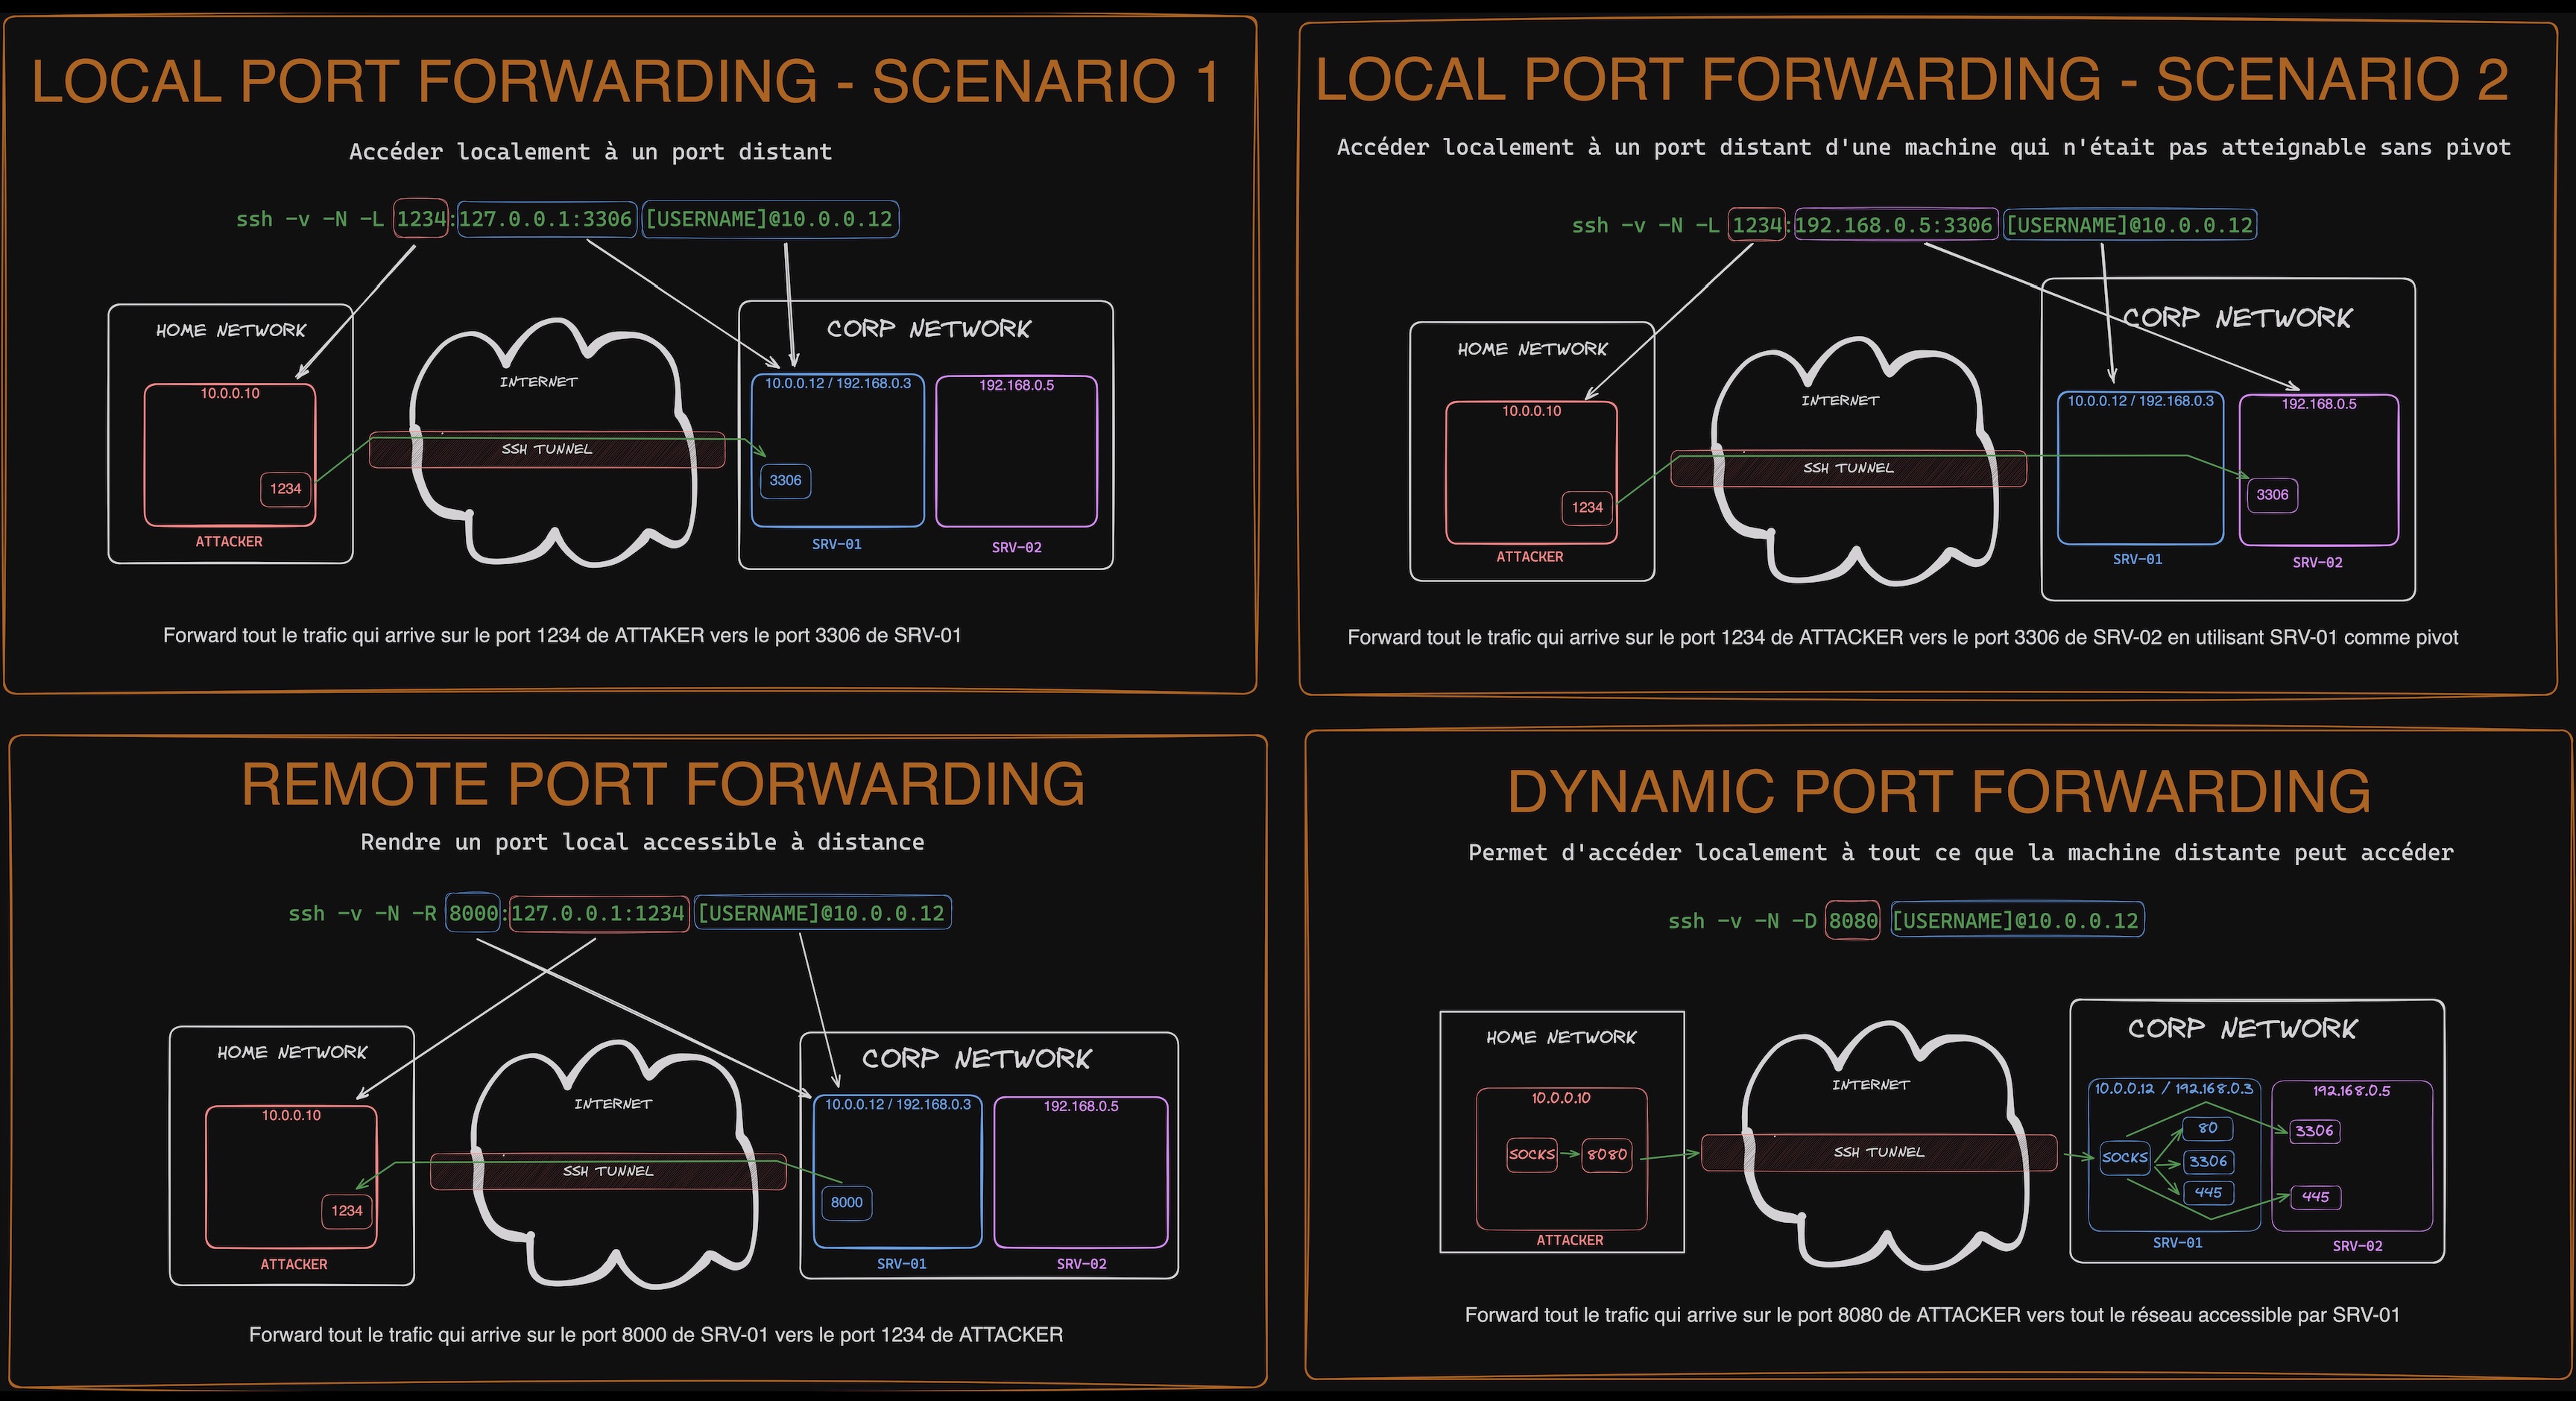 LOCAL PORT FORWARDING - SCENARIO 1
Accéder localement à un port distant
ssh -v -N -L 1234:127.0.0.1:3306 [USERNAME]@10.0.0.12
HOME NETWORK
10.0.0.10
1234
ATTACKER
INTERNET
SSH TUNNEL
CORP NETWORK
10.0.0.12 / 192.168.0.3
3306
SRV-01
192.168.0.5
SRV-02
Forward tout le trafic qui arrive sur le port 1234 de ATTAKER vers le port 3306 de SRV-01
LOCAL PORT FORWARDING - SCENARIO 2
Accéder localement à un port distant d'une machine qui n'était pas atteignable sans pivot
ssh -v -N -L 1234:192.168.0.5:3306 [USERNAME]@10.0.0.12
HOME NETWORK
10.0.0.10
1234
ATTACKER
INTERNET
SSH TUNNEL
CORP NETWORK
10.0.0.12 / 192.168.0.3
SRV-01
192.168.0.5
3306
SRV-02
Forward tout le trafic qui arrive sur le port 1234 de ATTACKER vers le port 3306 de SRV-02 en utilisant SRV-01 comme pivot
REMOTE PORT FORWARDING
Rendre un port local accessible à distance
ssh -v -N -R 8000:127.0.0.1:1234 [USERNAME]@10.0.0.12
HOME NETWORK
10.0.0.10
1234
ATTACKER
INTERNET
SSH TUNNEL
CORP NETWORK
10.0.0.12 / 192.168.0.3
8000
SRV-01
192.168.0.5
SRV-02
Forward tout le trafic qui arrive sur le port 8000 de SRV-01 vers le port 1234 de ATTACKER
DYNAMIC PORT FORWARDING
Permet d'accéder localement à tout ce que la machine distante peut accéder
ssh -v -N -D 8080 [USERNAME]@10.0.0.12
HOME NETWORK
10.0.0.10
SOCKS
8080
ATTACKER
INTERNET
SSH TUNNEL
CORP NETWORK
10.0.0.12 / 192.168.0.3
SOCKS
80
3306
445
SRV-01
192.168.0.5
3306
445
SRV-02
Forward tout le trafic qui arrive sur le port 8080 de ATTACKER vers tout le réseau accessible par SRV-01